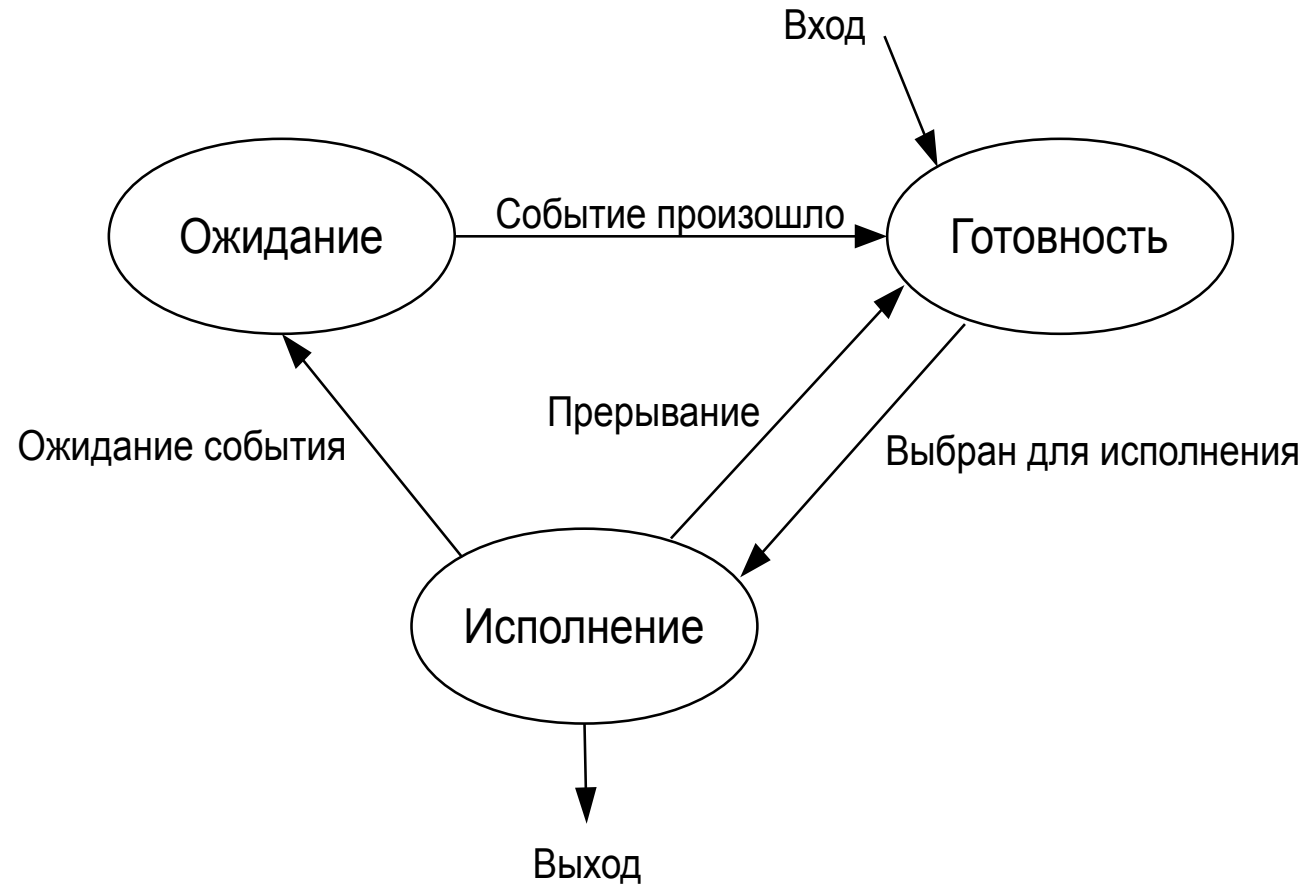 Вход
Ожидание
Событие произошло
Готовность
Прерывание
Ожидание события
Выбран для исполнения
Исполнение
Выход